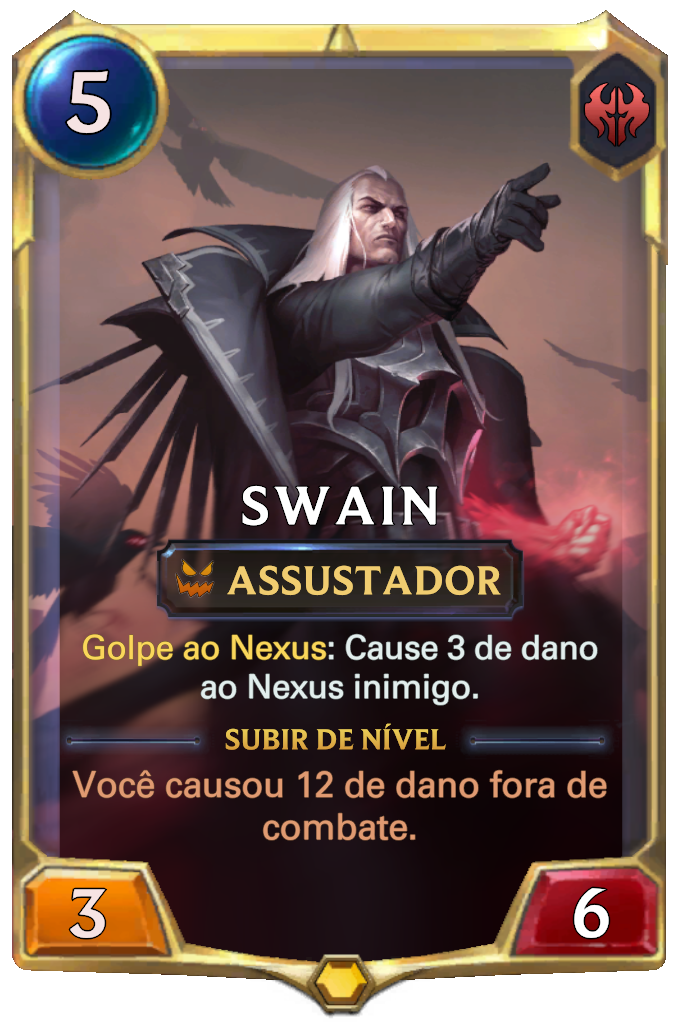 5
SWAIN
ASSUSTADOR
Golpe ao Nexus: Cause 3 de dano
ao Nexus inimigo.
SUBIR DE NÍVEL
Você causou 12 de dano fora de
combate.
3
6